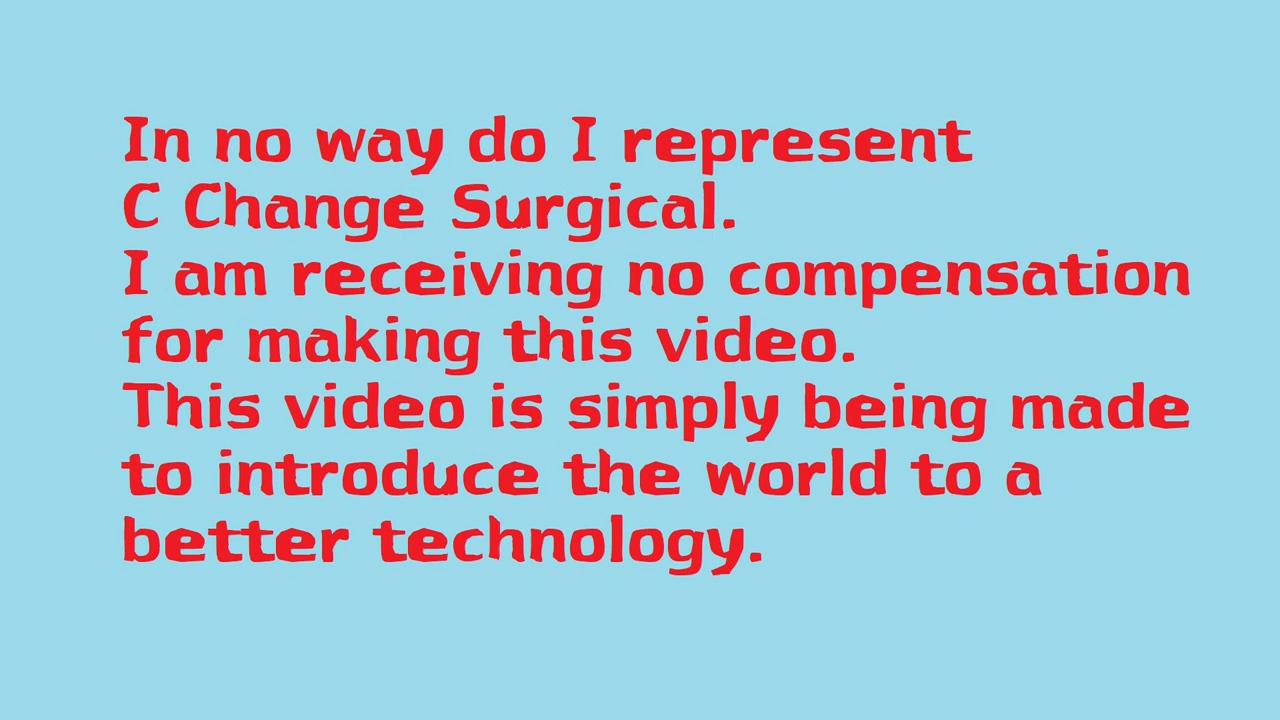 In no way do I represent
C Change Surgical.
I am receiving no compensation
for making this video.
This video is simply being made
to introduce the world to a
better technology.